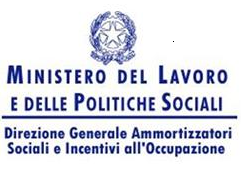 MINISTERO DEL LAVORO
E DELLE POLITICHE SOCIALI
Direzione Generale Ammortizzatori
Sociali e Incentivi all'Occupazione